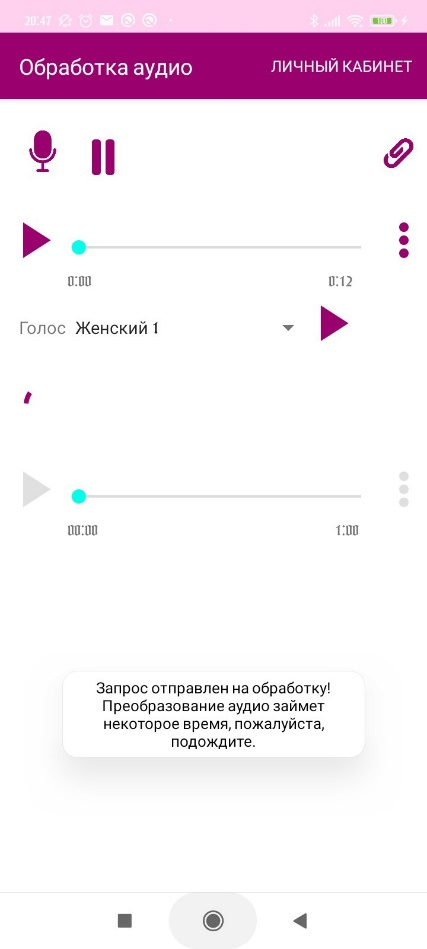 20:47
100
Обработка аудио ЛИЧНЫЙ КАБИНЕТ
0:00 0:12
Голос Женский 1
00:00 1:00
Запрос отправлен на обработку!
Преобразование аудио займет
некоторое время, пожалуйста,
подождите.